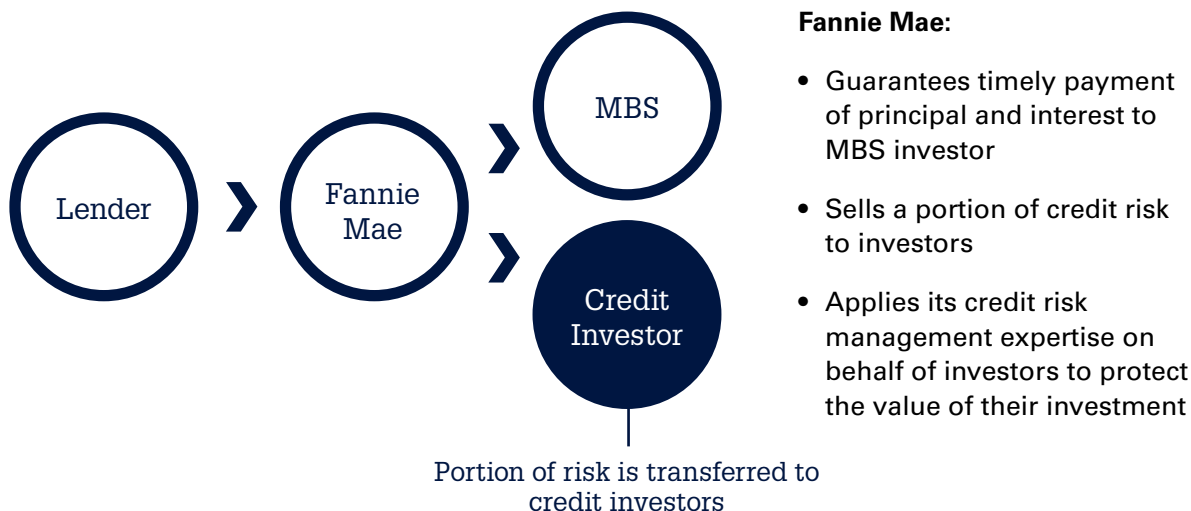 Lender
Fannie
Mae
MBS
Credit
Investor
Portion of risk is transferred to
credit investors
Fannie Mae:
• Guarantees timely payment
of principal and interest to
MBS investor
• Sells a portion of credit risk
to investors
• Applies its credit risk
management expertise on
behalf of investors to protect
the value of their investment